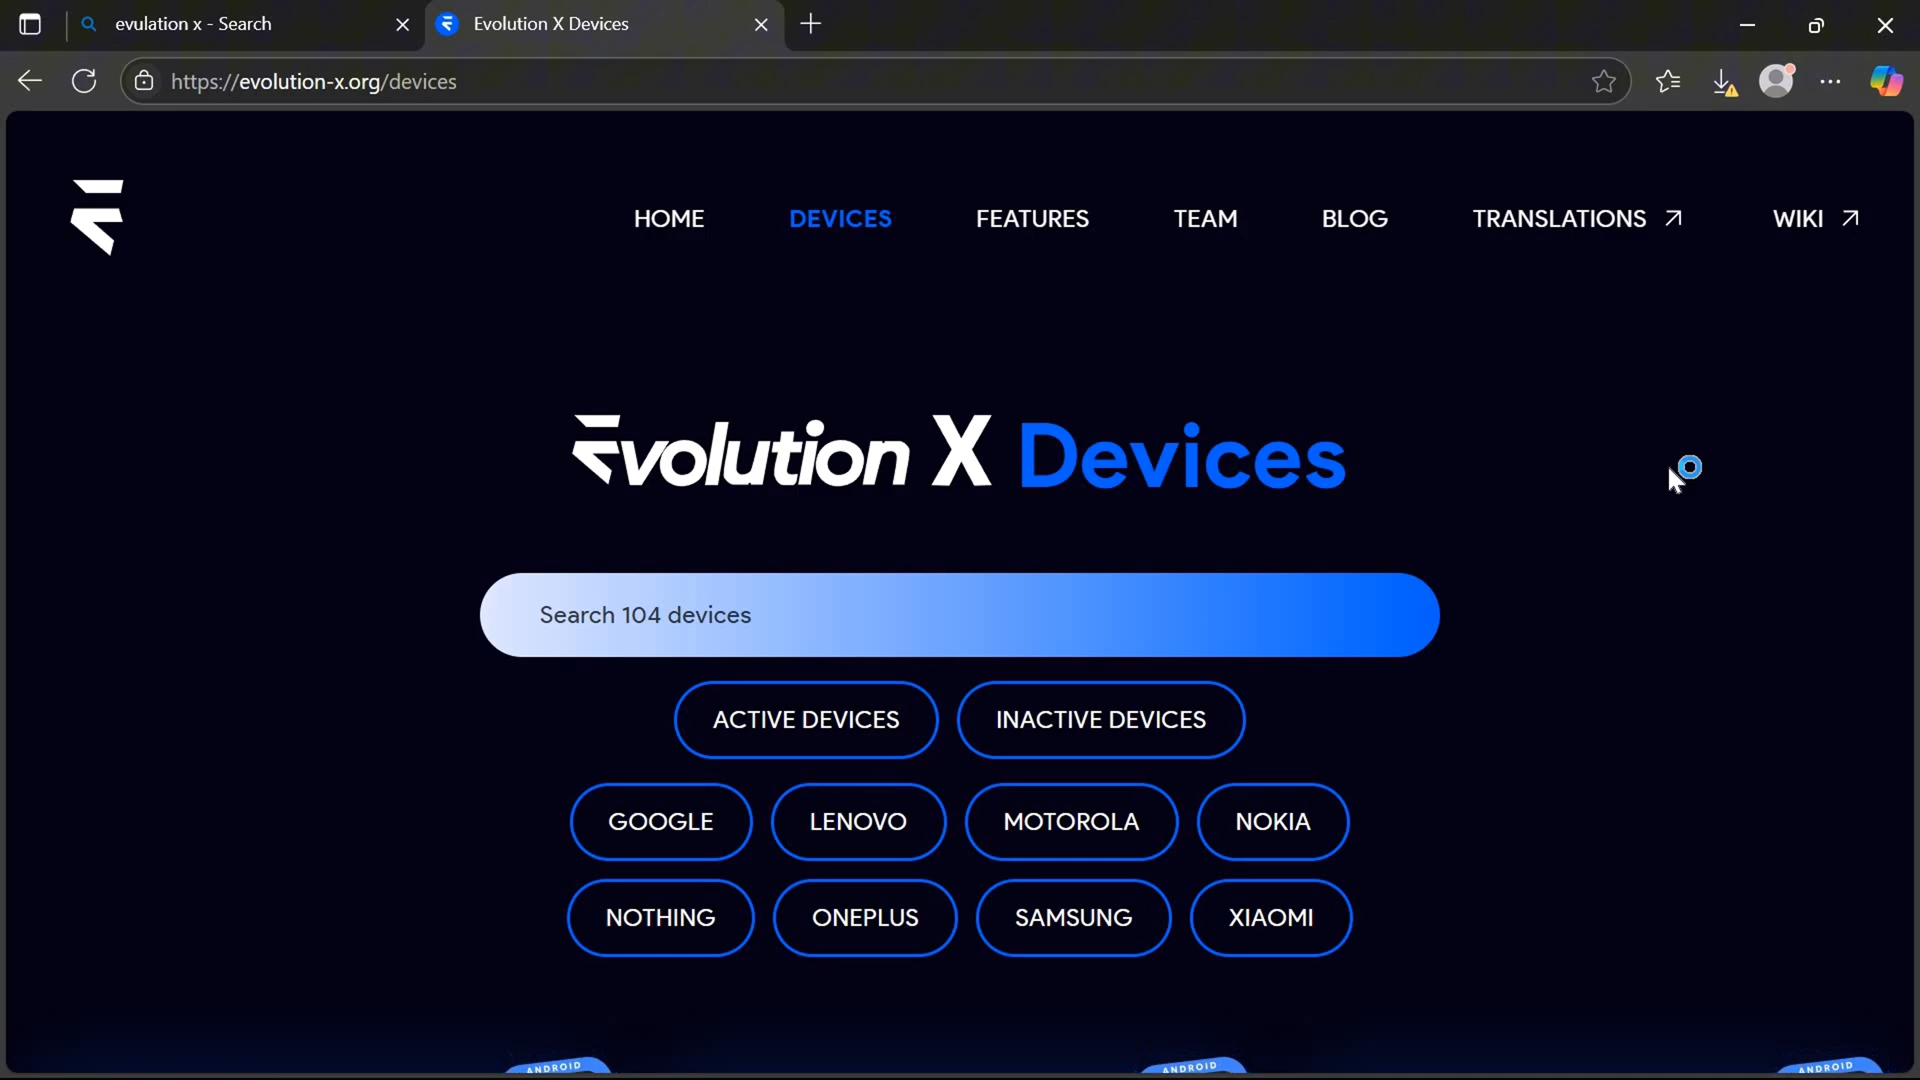 evulation x - Search
Evolution X Devices
https://evolution-x.org/devices
HOME
DEVICES
FEATURES
TEAM
BLOG
TRANSLATIONS
WIKI
Evolution X Devices
Search 104 devices
ACTIVE DEVICES
INACTIVE DEVICES
GOOGLE
LENOVO
MOTOROLA
NOKIA
NOTHING
ONEPLUS
SAMSUNG
XIAOMI
ANDROID
ANDROID
ANDROID